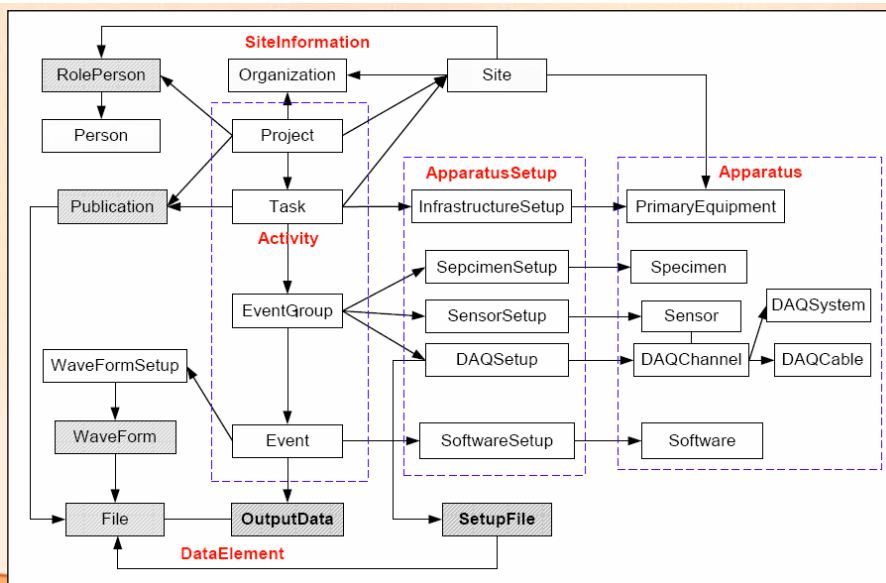 SiteInformation
RolePerson
Organization
Site
Person
Project
ApparatusSetup
Apparatus
Publication
Task
InfrastructureSetup
PrimaryEquipment
Activity
SepcimenSetup
Specimen
EventGroup
SensorSetup
Sensor
DAQSystem
WaveFormSetup
DAQSetup
DAQChannel
DAQCable
WaveForm
Event
SoftwareSetup
Software
File
OutputData
SetupFile
DataElement